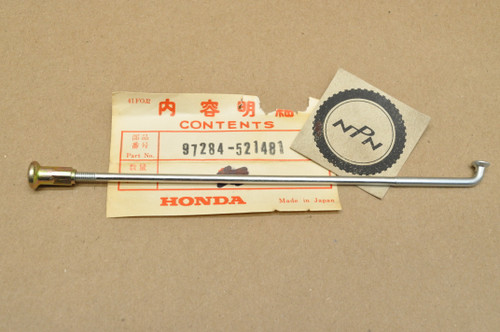 内容明細
CONTENTS
部品
番号
Part No.
97284-521481
数量
HONDA
Made in Japan
NPN